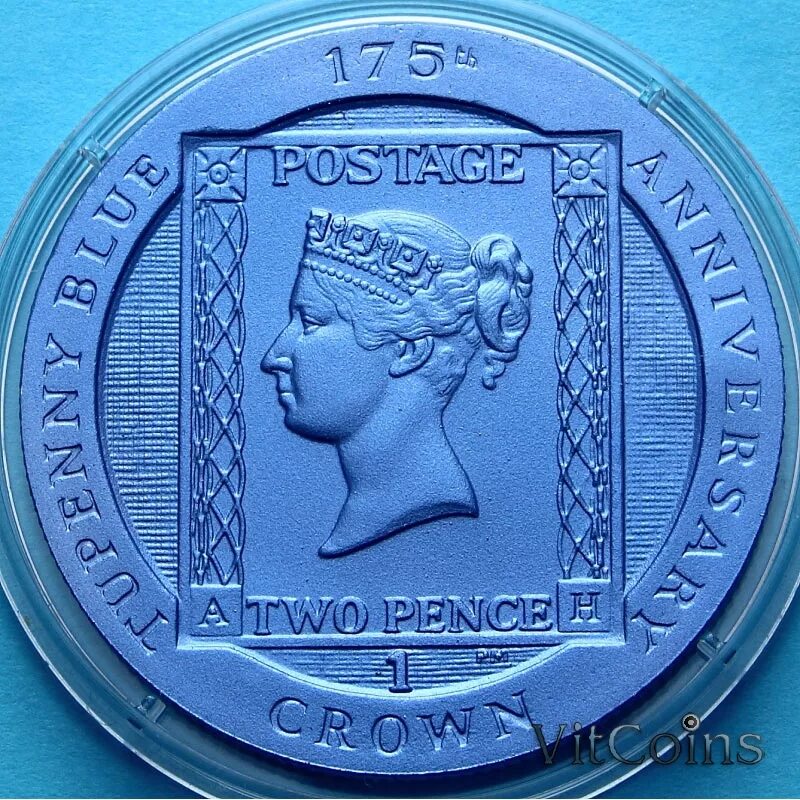 175th
TUPENNY BLUE
ANNIVERSARY
POSTAGE
A TWO PENCE H
1
PM
CROWN
VitCoins